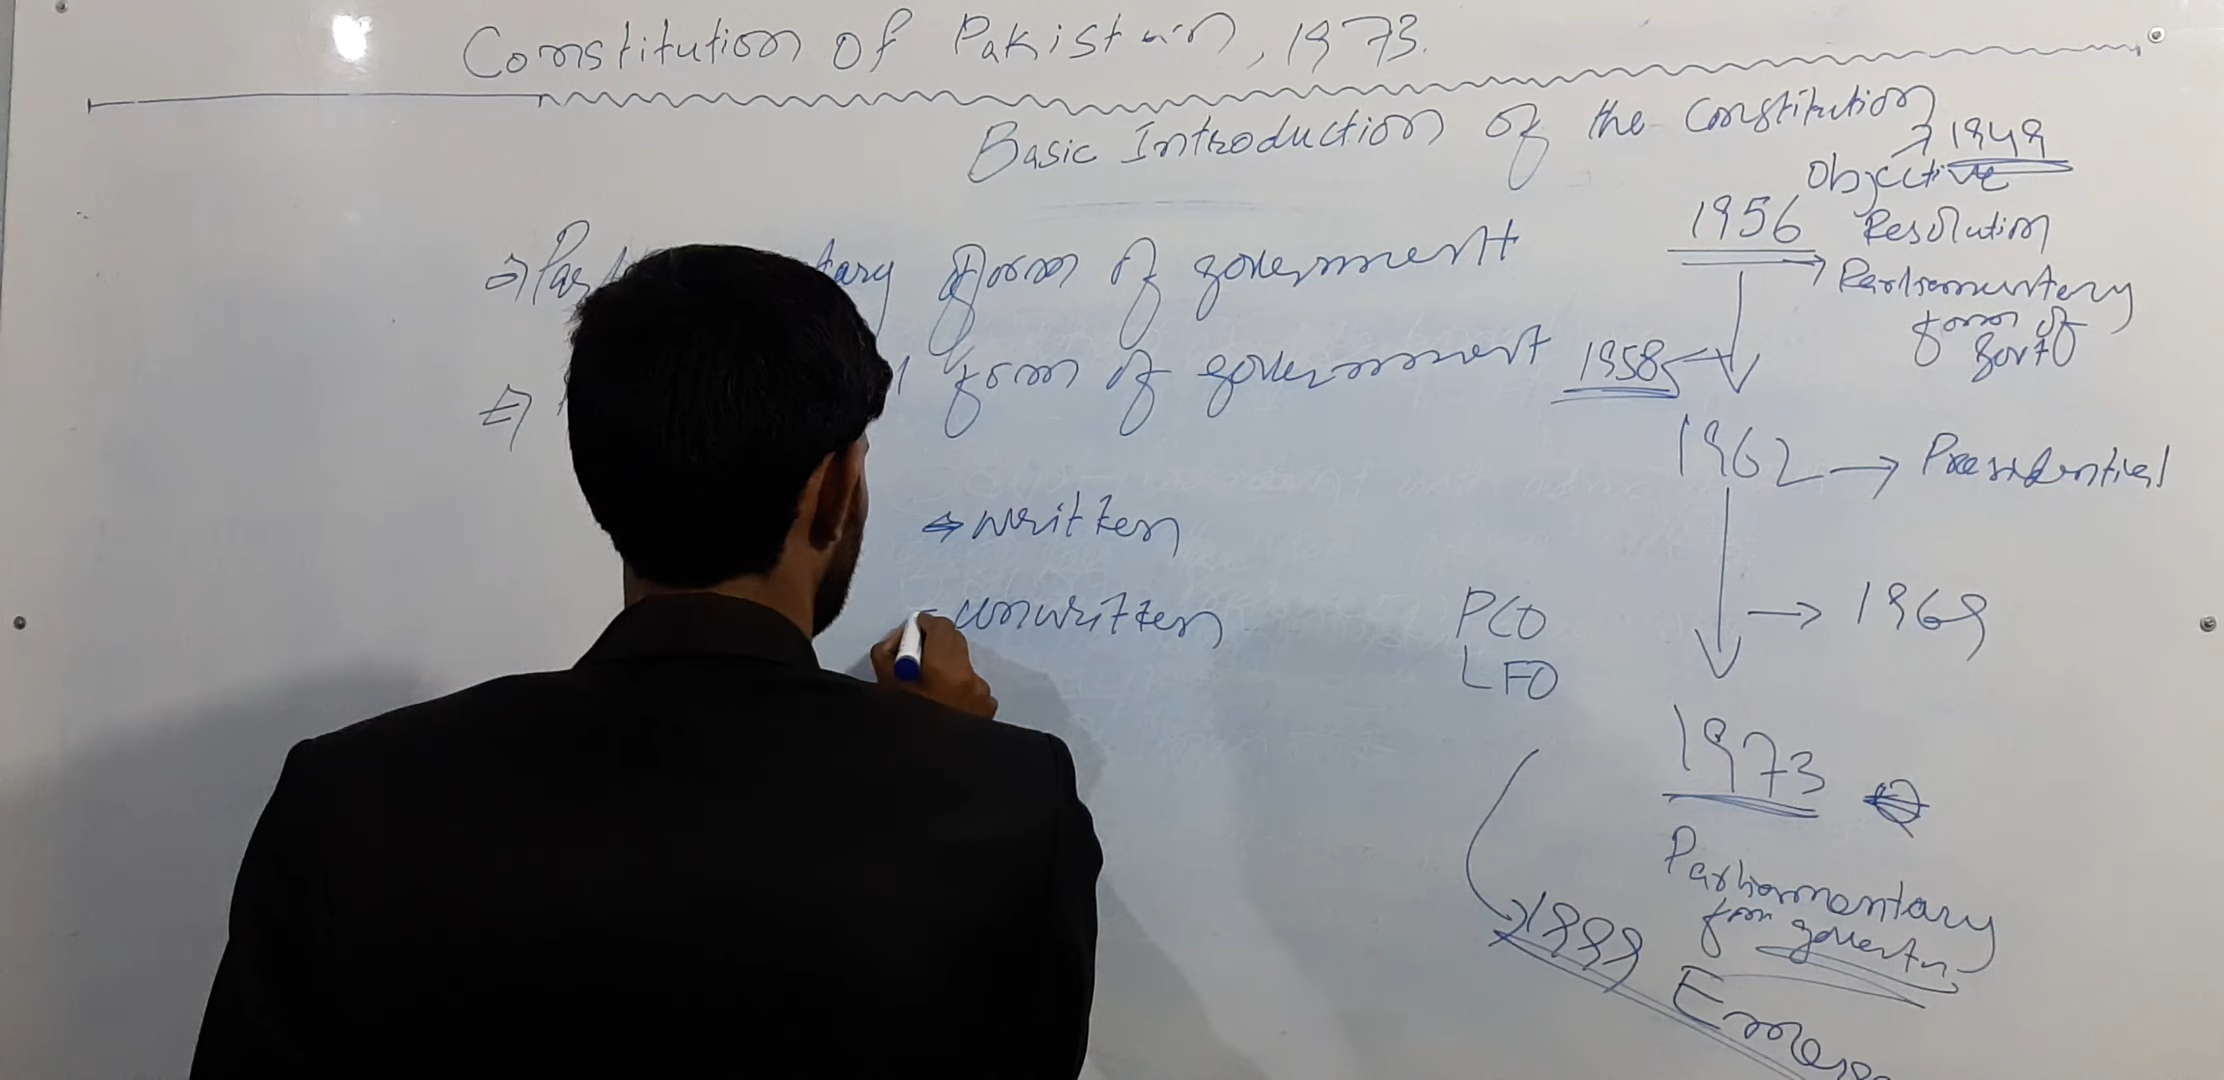 Constitution of Pakistan, 1973.
Basic Introduction of the Constitution
1949
Objective
Resolution
1956
Parliamentary
form of
govt
form of government
form of government
1958
1962 → Presidential
written
unwritten
1969
PCO
LFO
1973
Parliamentary
form
1999